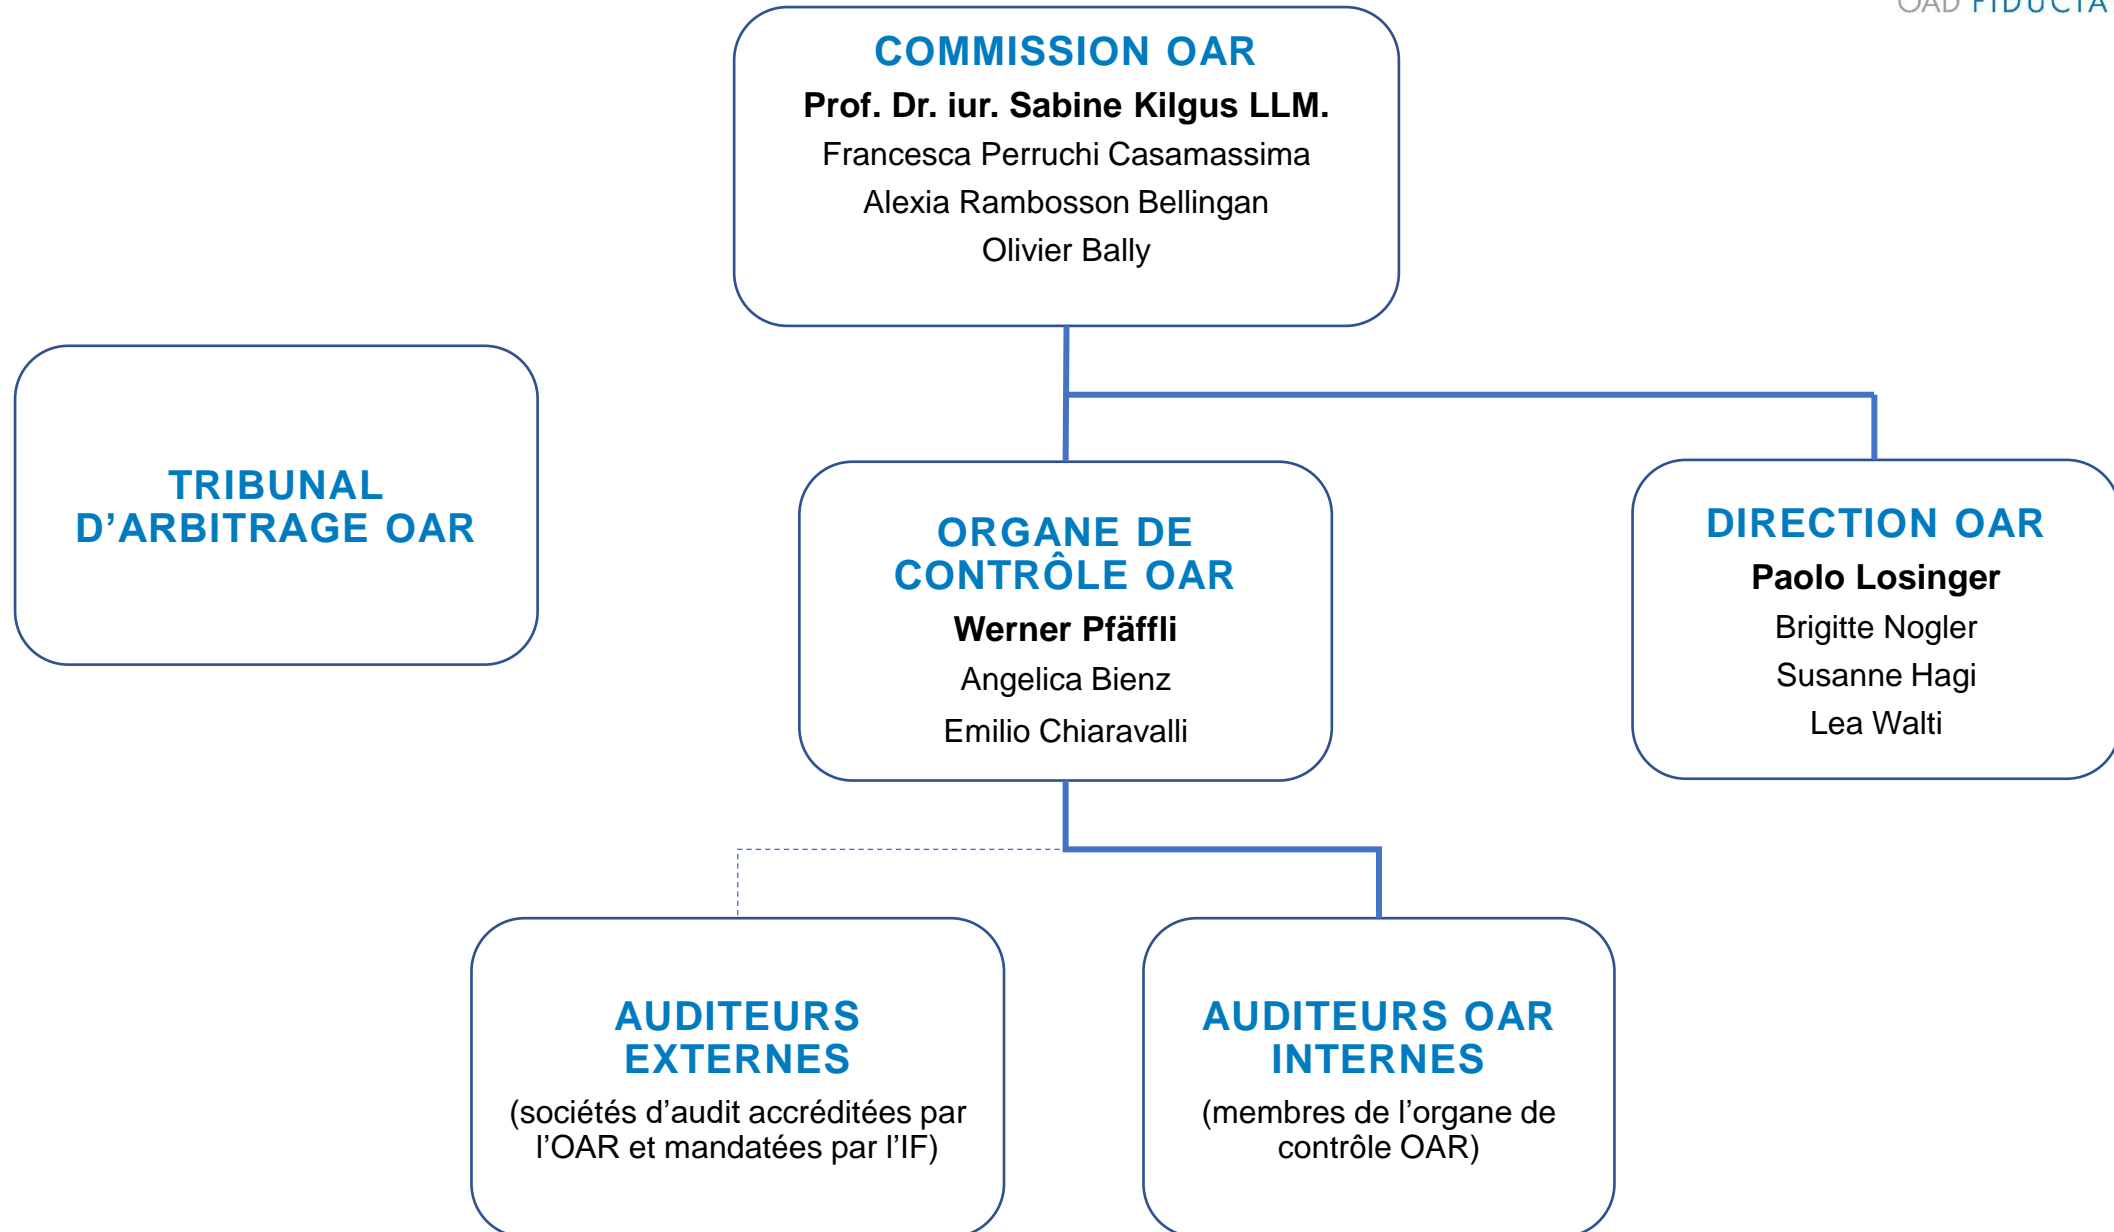 OAD FIDUCIA
COMMISSION OAR
Prof. Dr. iur. Sabine Kilgus LLM.
Francesca Perruchi Casamassima
Alexia Rambosson Bellingan
Olivier Bally
TRIBUNAL
D’ARBITRAGE OAR
ORGANE DE
CONTRÔLE OAR
Werner Pfäffli
Angelica Bienz
Emilio Chiaravalli
DIRECTION OAR
Paolo Losinger
Brigitte Nogler
Susanne Hagi
Lea Walti
AUDITEURS
EXTERNES
(sociétés d’audit accréditées par
l’OAR et mandatées par l’IF)
AUDITEURS OAR
INTERNES
(membres de l’organe de
contrôle OAR)